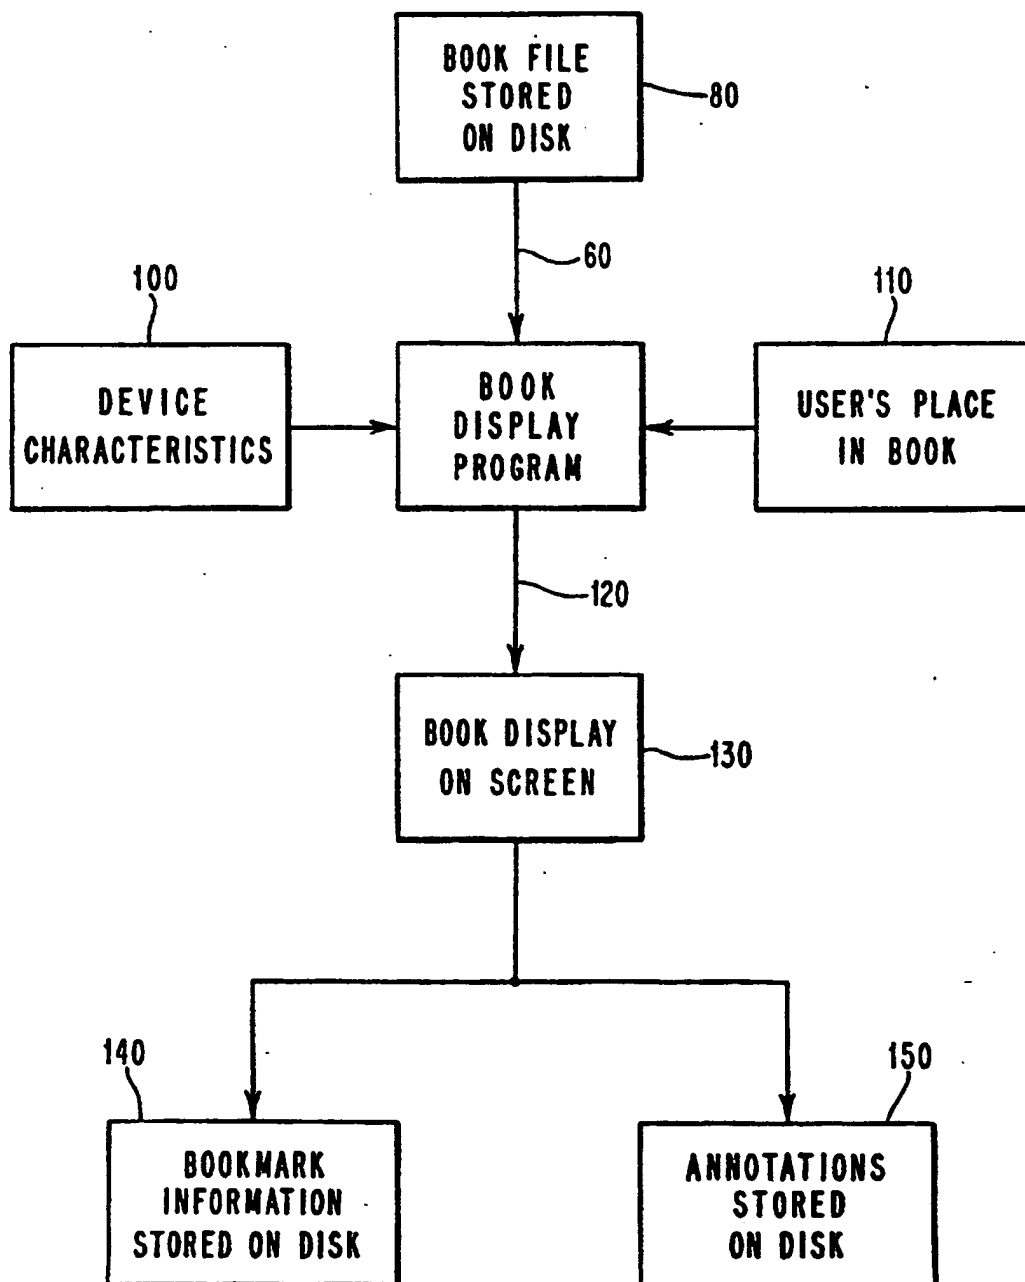 BOOK FILE
STORED
ON DISK
80
60
100
110
DEVICE
CHARACTERISTICS
BOOK
DISPLAY
PROGRAM
USER'S PLACE
IN BOOK
120
BOOK DISPLAY
ON SCREEN
130
140
150
BOOKMARK
INFORMATION
STORED ON DISK
ANNOTATIONS
STORED
ON DISK